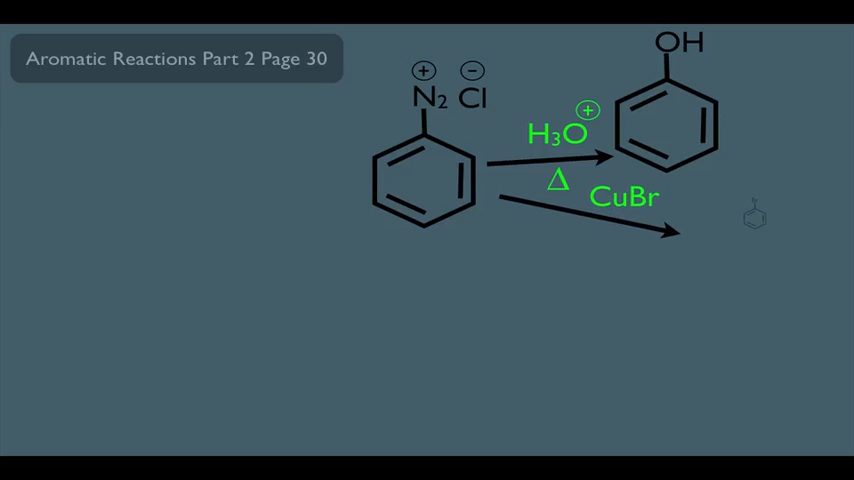 Aromatic Reactions Part 2 Page 30
OH
+ −
N2 Cl
+
H3O
Δ
CuBr